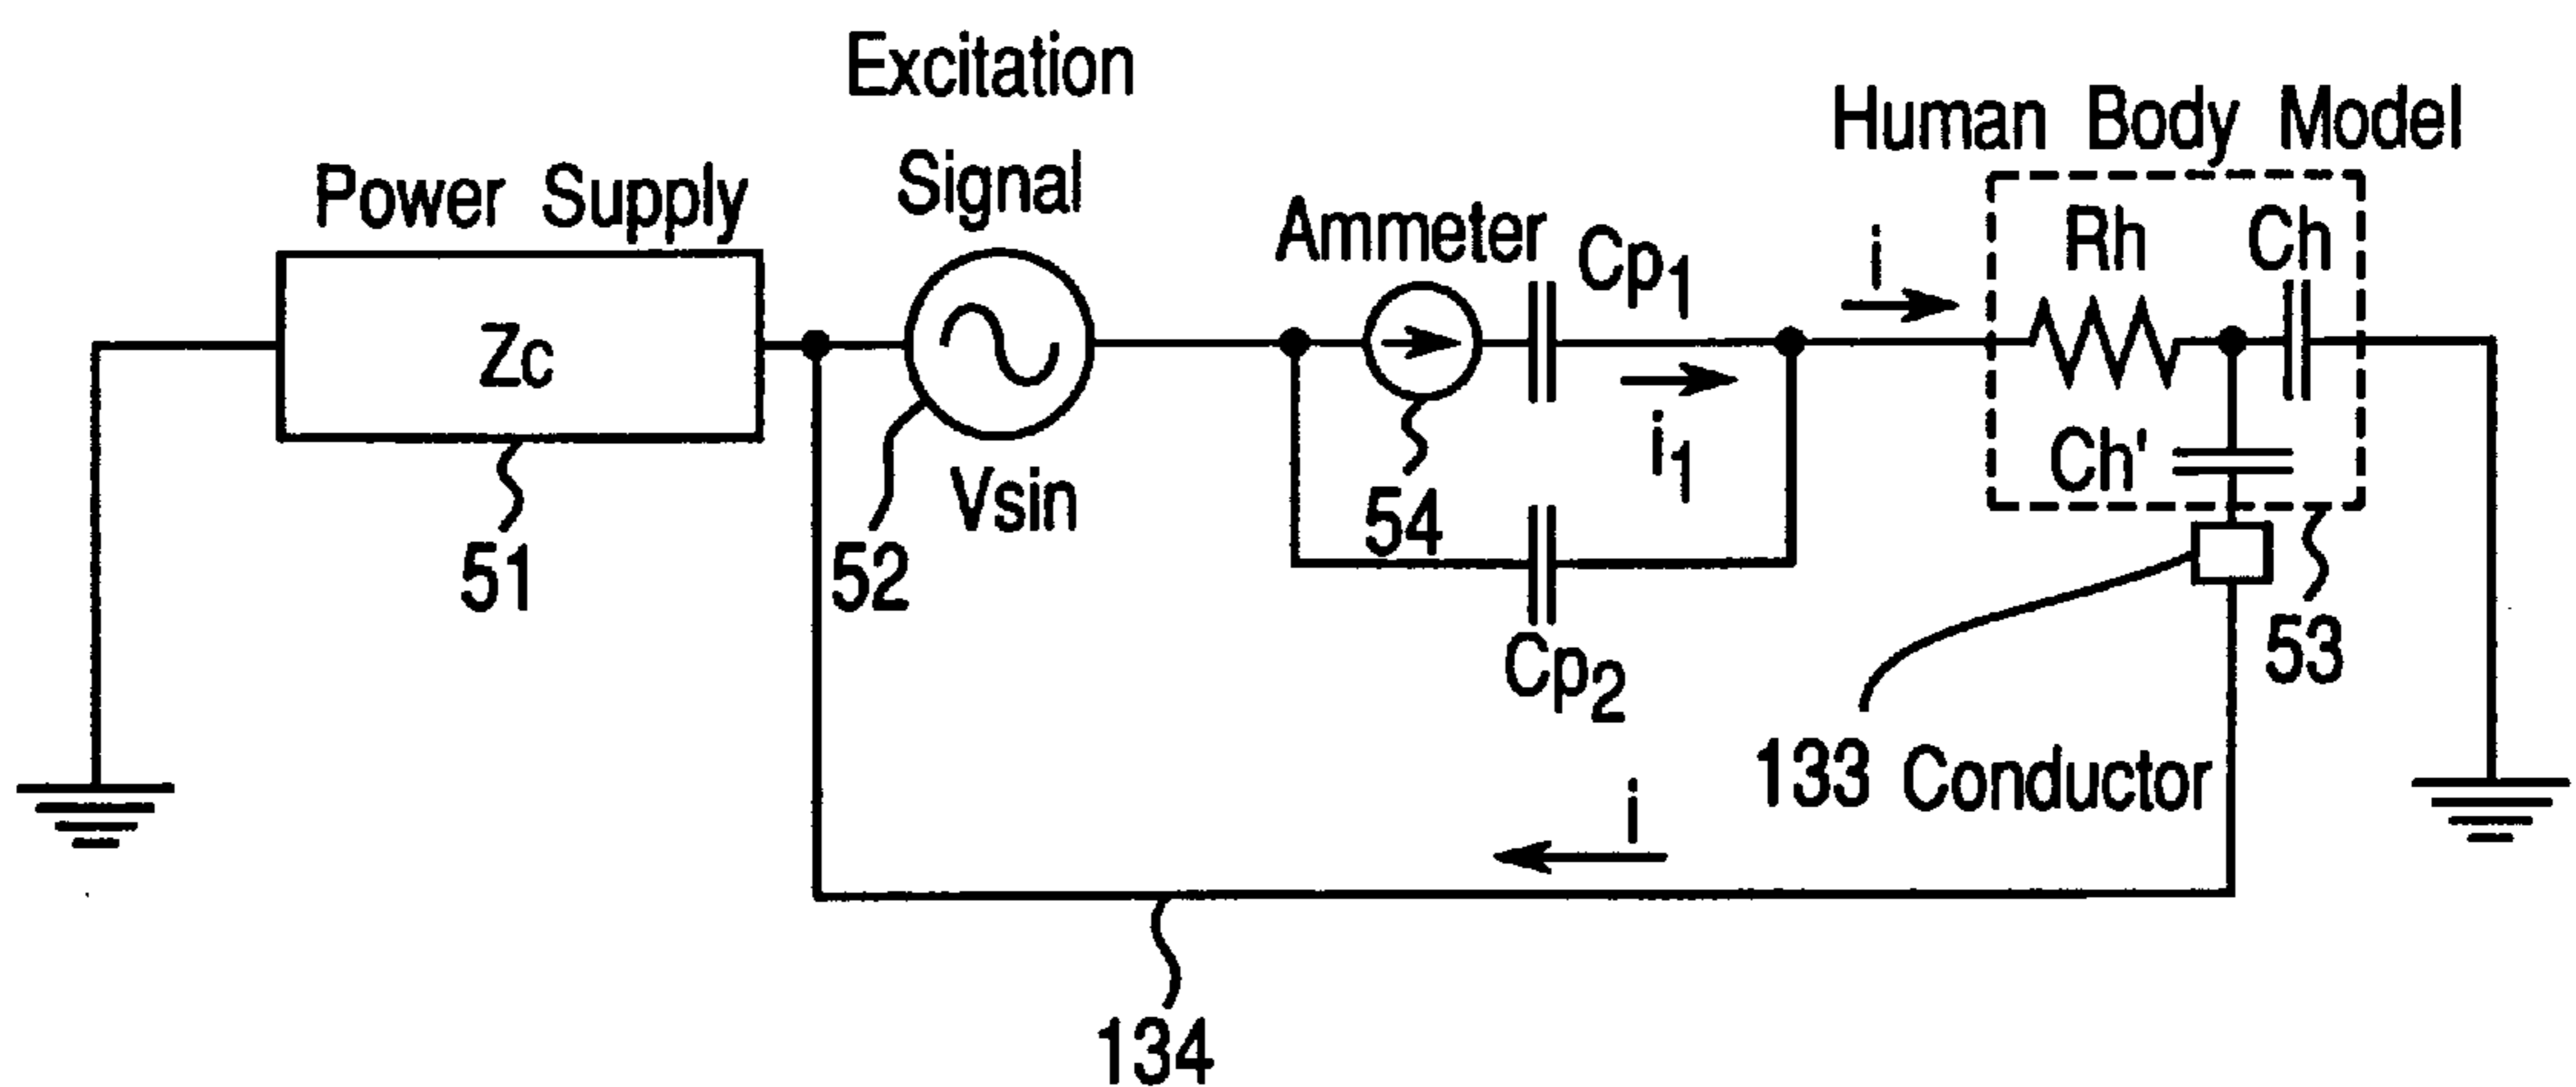 Excitation
Signal
Power Supply
Zc
51
52
Vsin
Ammeter
54
Cp1
i1
Cp2
i
Human Body Model
Rh
Ch
Ch'
53
133 Conductor
i
134